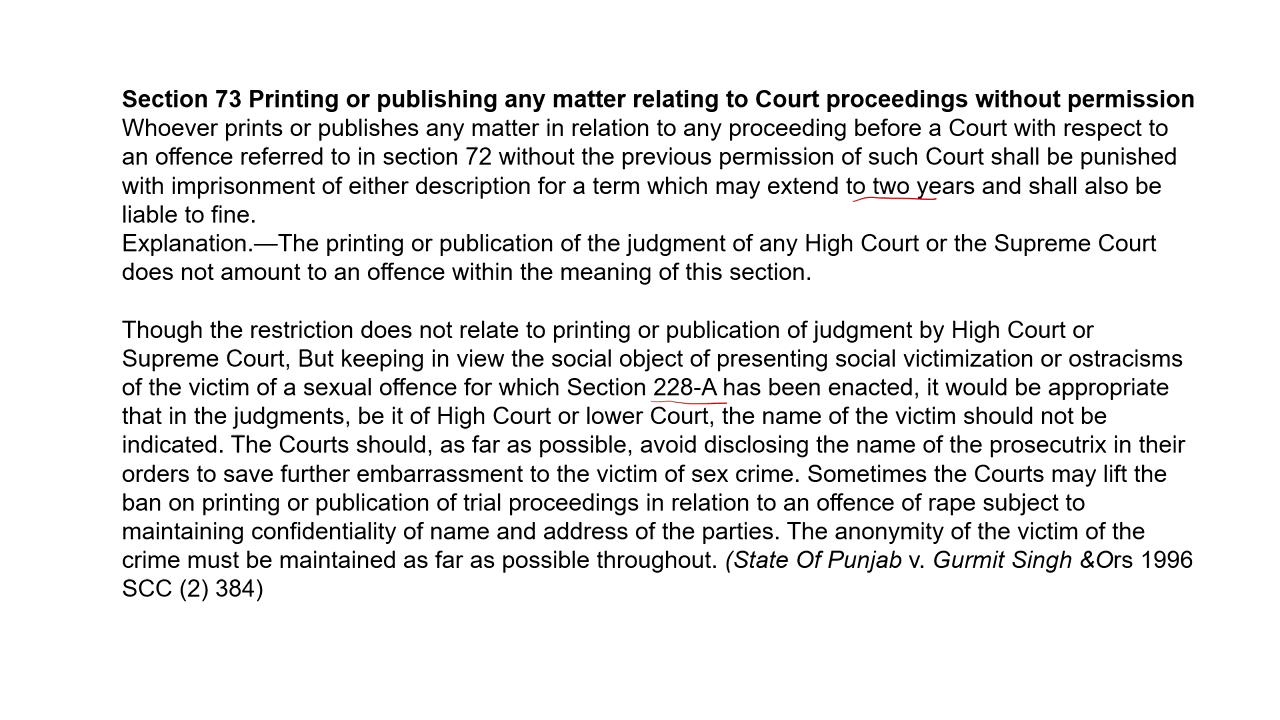 Section 73 Printing or publishing any matter relating to Court proceedings without permission
Whoever prints or publishes any matter in relation to any proceeding before a Court with respect to
an offence referred to in section 72 without the previous permission of such Court shall be punished
with imprisonment of either description for a term which may extend to two years and shall also be
liable to fine.
Explanation.—The printing or publication of the judgment of any High Court or the Supreme Court
does not amount to an offence within the meaning of this section.
Though the restriction does not relate to printing or publication of judgment by High Court or
Supreme Court, But keeping in view the social object of presenting social victimization or ostracisms
of the victim of a sexual offence for which Section 228-A has been enacted, it would be appropriate
that in the judgments, be it of High Court or lower Court, the name of the victim should not be
indicated. The Courts should, as far as possible, avoid disclosing the name of the prosecutrix in their
orders to save further embarrassment to the victim of sex crime. Sometimes the Courts may lift the
ban on printing or publication of trial proceedings in relation to an offence of rape subject to
maintaining confidentiality of name and address of the parties. The anonymity of the victim of the
crime must be maintained as far as possible throughout. (State Of Punjab v. Gurmit Singh &Ors 1996
SCC (2) 384)